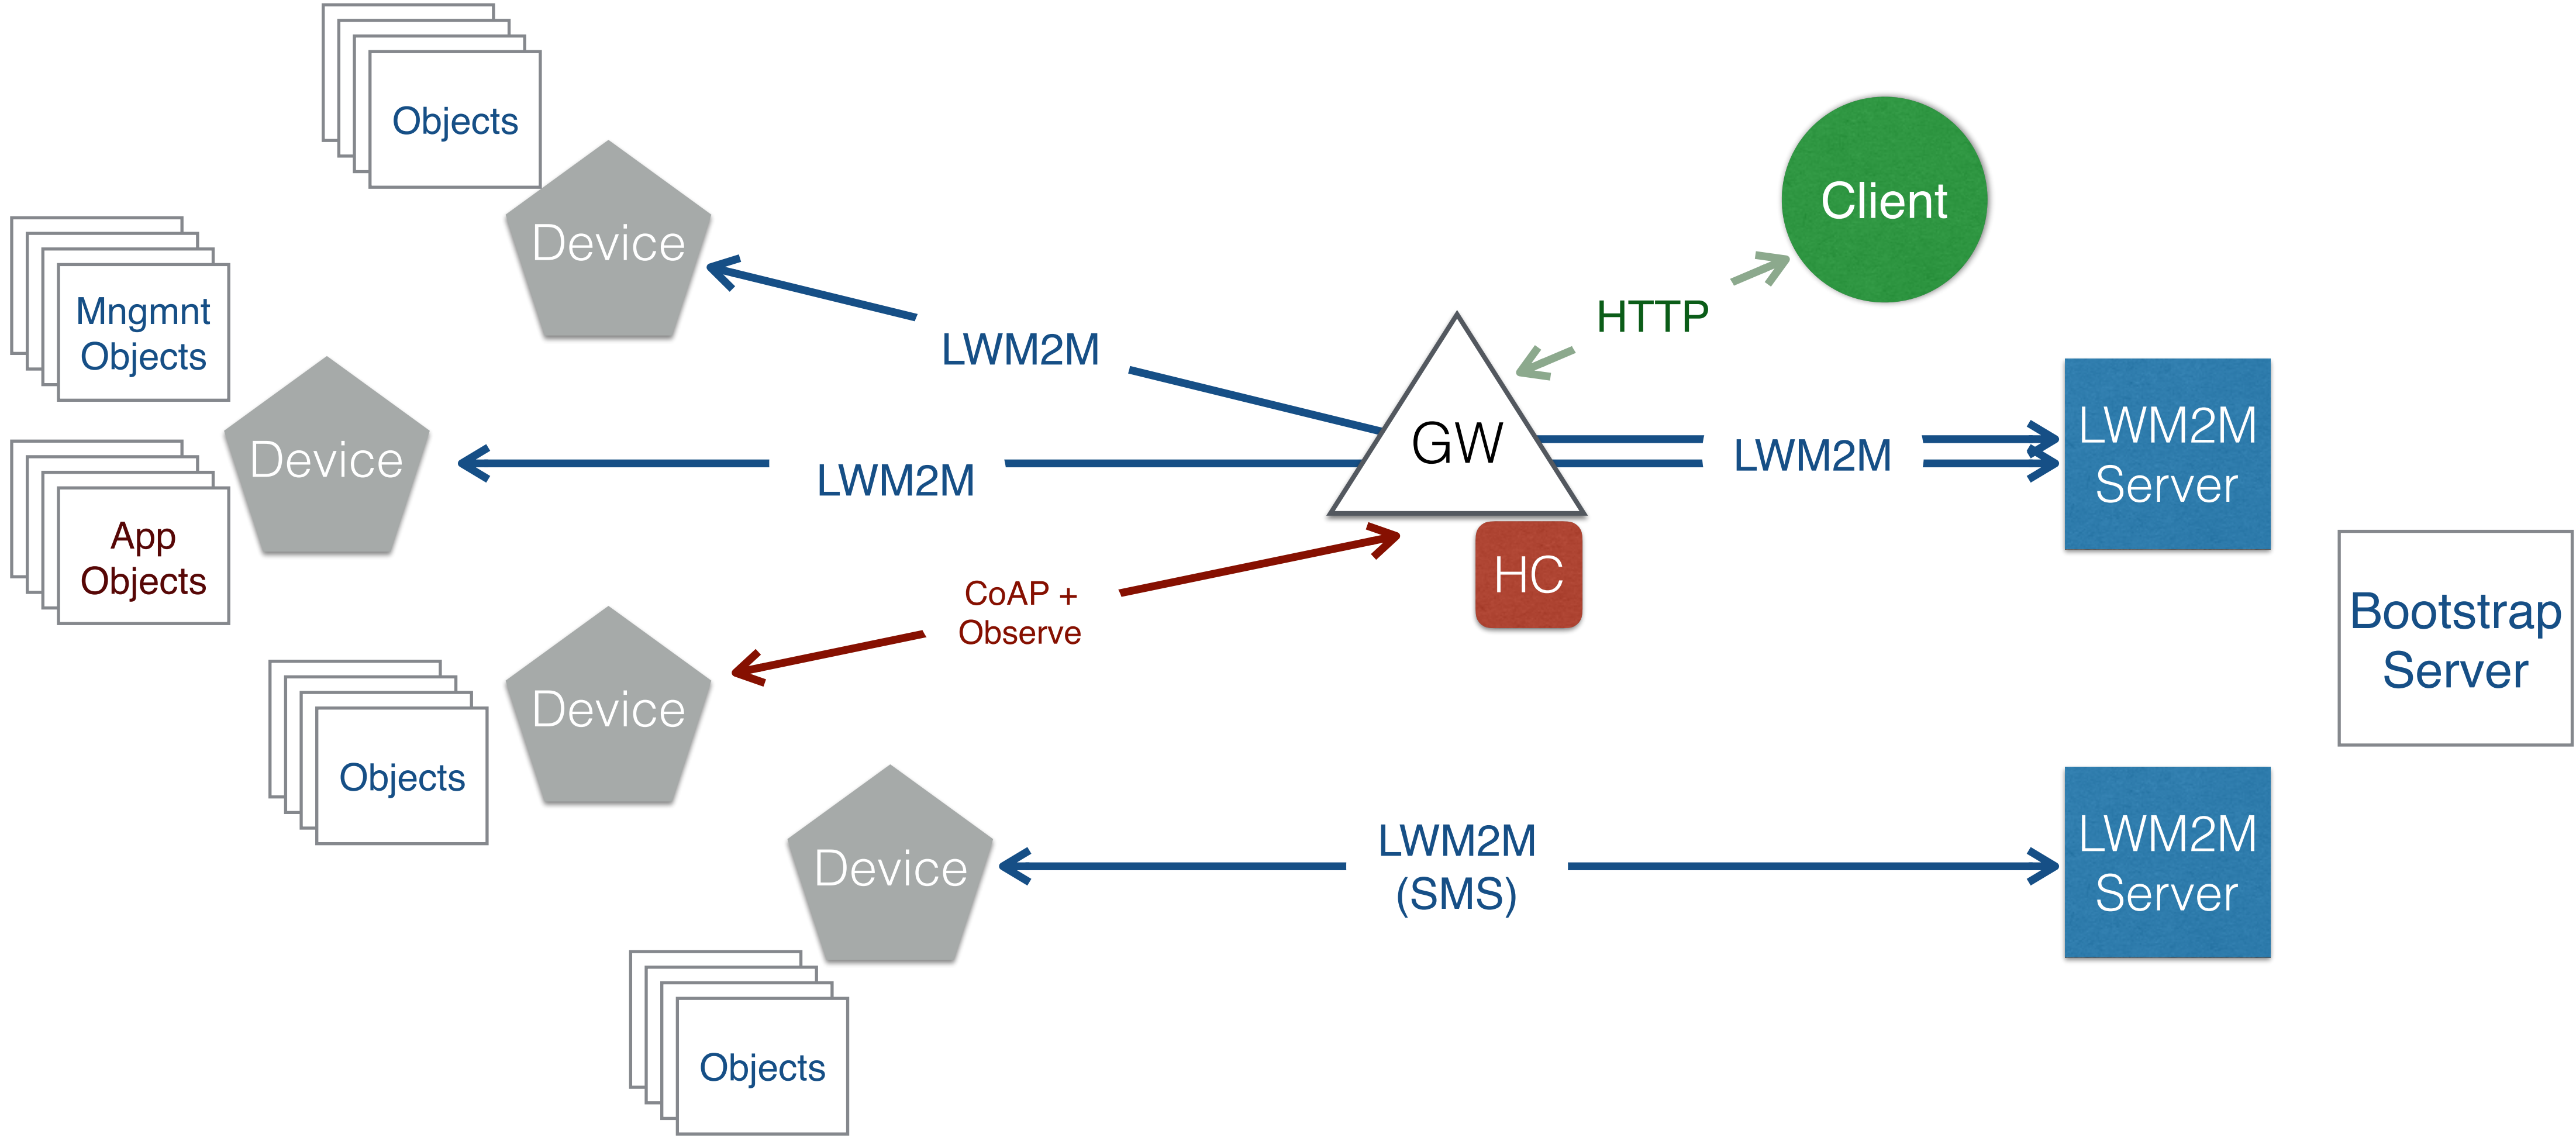 Objects
Device
Client
Mngmnt
Objects
HTTP
LWM2M
Device
App
Objects
LWM2M
GW
LWM2M
LWM2M
Server
HC
CoAP +
Observe
Bootstrap
Server
Device
Objects
Device
LWM2M
(SMS)
LWM2M
Server
Objects